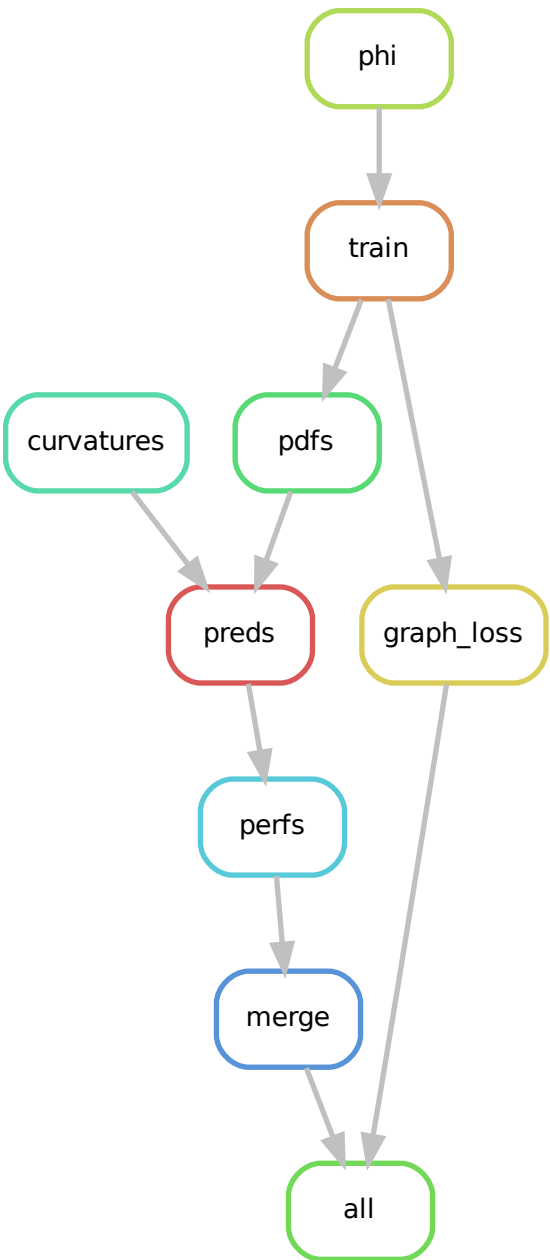 phi
train
curvatures
pdfs
preds
graph_loss
perfs
merge
all